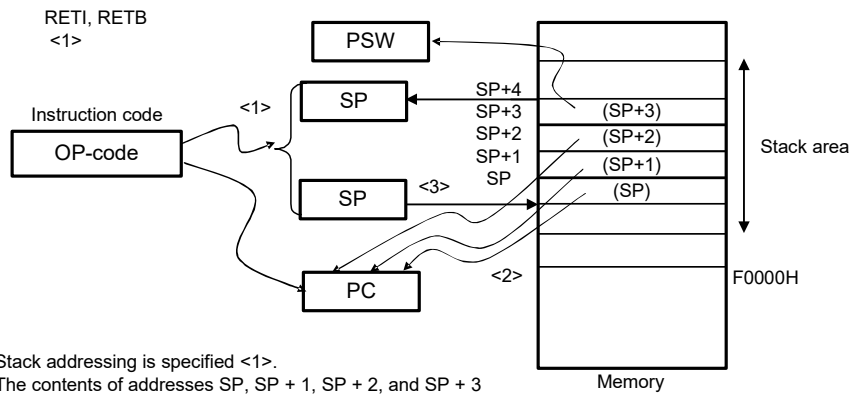 RETI, RETB
<1>
PSW
SP+4
SP+3
SP+2
SP+1
SP
<1>
SP
Instruction code
OP-code
SP
<3>
PC
<2>
(SP+3)
(SP+2)
(SP+1)
(SP)
Stack area
F0000H
Memory
Stack addressing is specified <1>.
The contents of addresses SP, SP + 1, SP + 2, and SP + 3